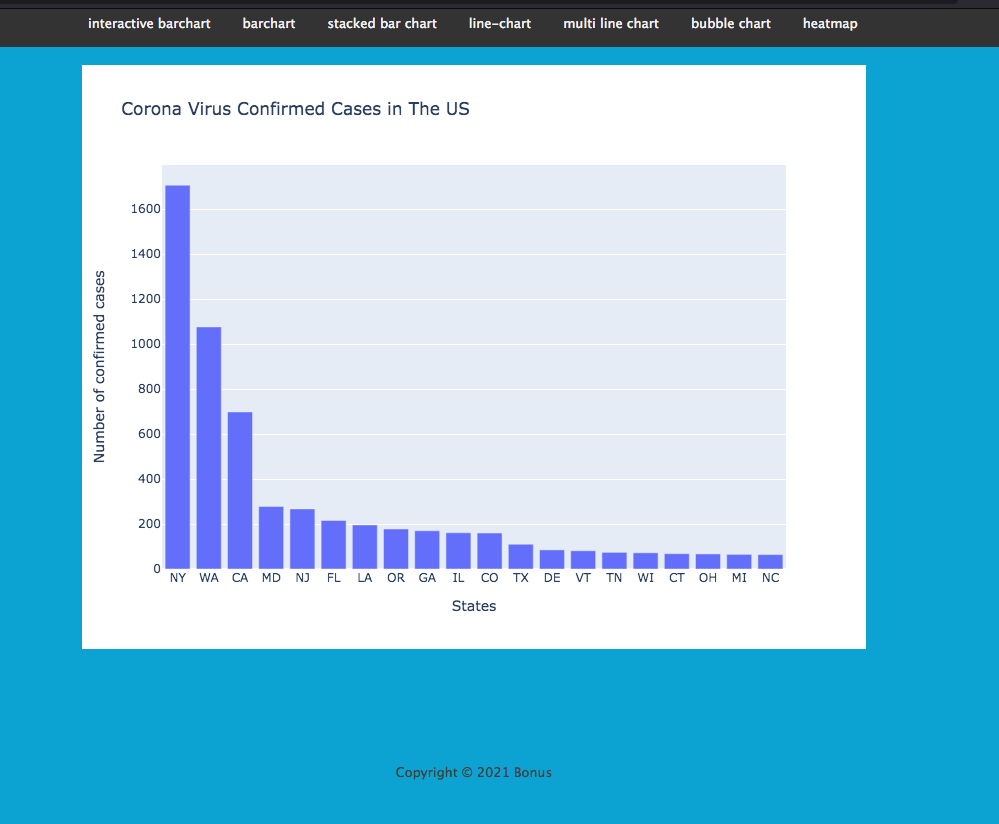 interactive barchart barchart stacked bar chart line-chart multi line chart bubble chart heatmap
Corona Virus Confirmed Cases in The US
Number of confirmed cases
1600
1400
1200
1000
800
600
400
200
0
NY WA CA MD NJ FL LA OR GA IL CO TX DE VT TN WI CT OH MI NC
States
Copyright © 2021 Bonus